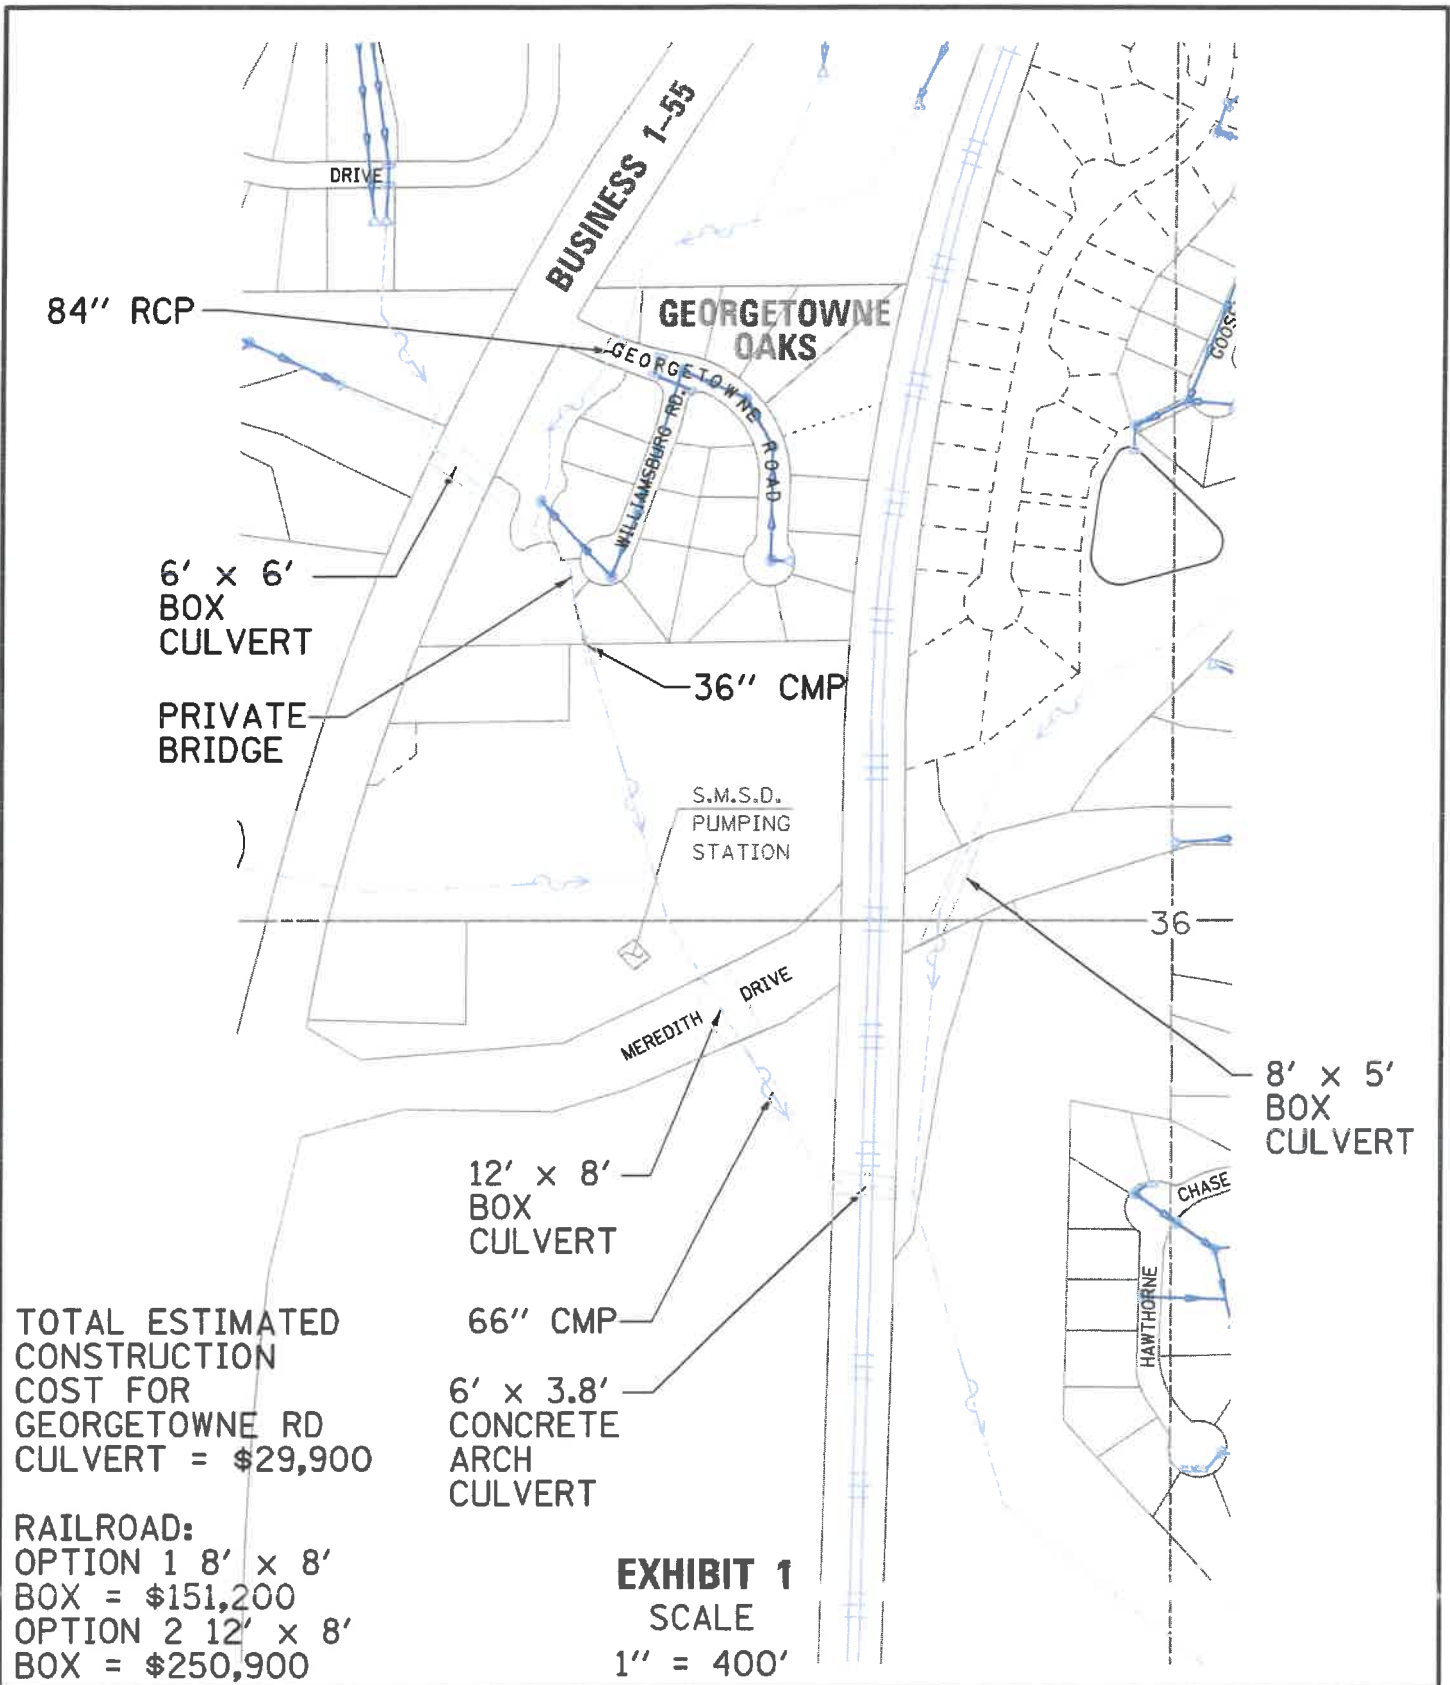 BUSINESS 1-55
DRIVE
84" RCP
GEORGETOWNE
OAKS
GEORGETOWNE ROAD
WILLIAMSBURG RD.
GOOSE
6' x 6'
BOX
CULVERT
36" CMP
PRIVATE
BRIDGE
S.M.S.D.
PUMPING
STATION
36
MEREDITH DRIVE
8' x 5'
BOX
CULVERT
12' x 8'
BOX
CULVERT
CHASE
HAWTHORNE
66" CMP
6' x 3.8'
CONCRETE
ARCH
CULVERT
TOTAL ESTIMATED
CONSTRUCTION
COST FOR
GEORGETOWNE RD
CULVERT = $29,900
RAILROAD:
OPTION 1 8' x 8'
BOX = $151,200
OPTION 2 12' x 8'
BOX = $250,900
EXHIBIT 1
SCALE
1" = 400'